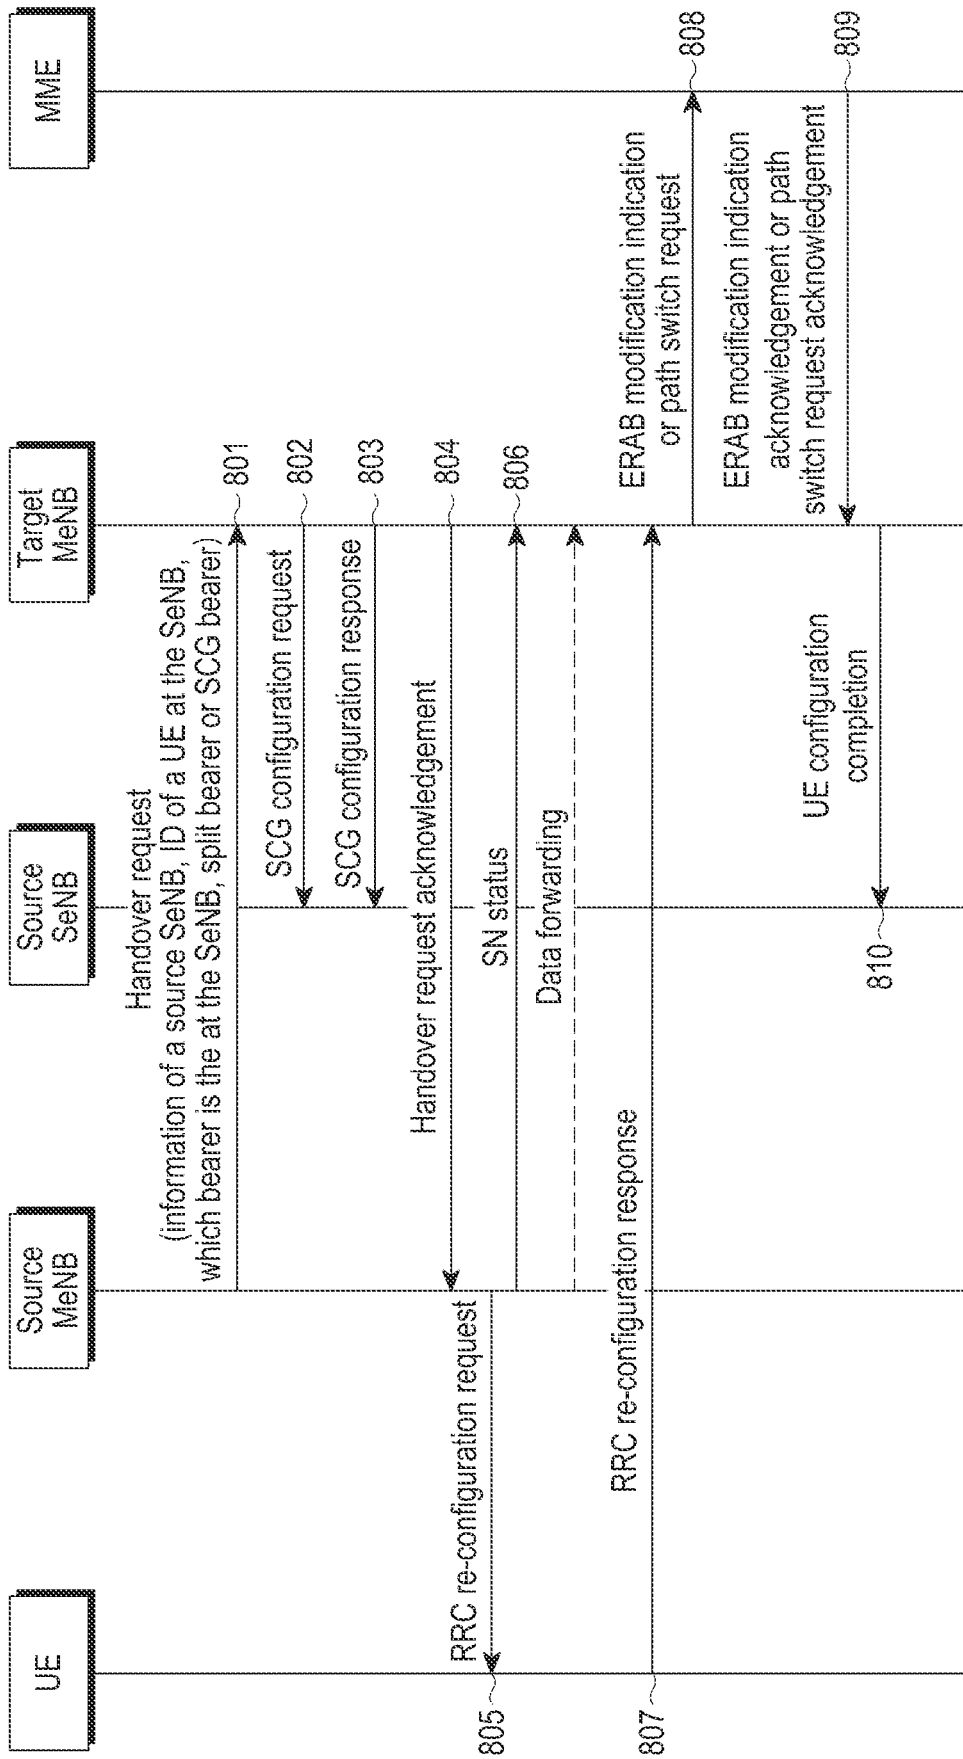 UE
Source
MeNB
Source
SeNB
Target
MeNB
MME
Handover request
(information of a source SeNB, ID of a UE at the SeNB,
which bearer is the at the SeNB, split bearer or SCG bearer)
801
SCG configuration request
802
SCG configuration response
803
Handover request acknowledgement
804
RRC re-configuration request
805
SN status
806
Data forwarding
RRC re-configuration response
807
ERAB modification indication
or path switch request
808
ERAB modification indication
acknowledgement or path
switch request acknowledgement
809
UE configuration
completion
810